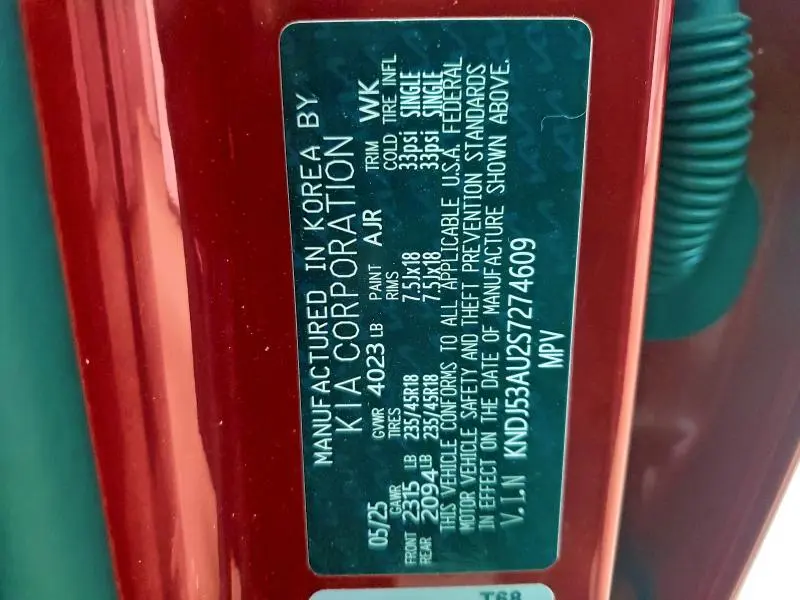 MANUFACTURED IN KOREA BY
KIA CORPORATION
05/25 GVWR 4023 LB PAINT AJR TRIM WK
GAWR TIRES RIMS COLD TIRE INFL
FRONT 2315 LB 235/45R18 7.5Jx18 33psi SINGLE
REAR 2094 LB 235/45R18 7.5Jx18 33psi SINGLE
THIS VEHICLE CONFORMS TO ALL APPLICABLE U.S.A. FEDERAL
MOTOR VEHICLE SAFETY AND THEFT PREVENTION STANDARDS
IN EFFECT ON THE DATE OF MANUFACTURE SHOWN ABOVE.
V.I.N KNDJ53AU2S7274609
MPV
T68